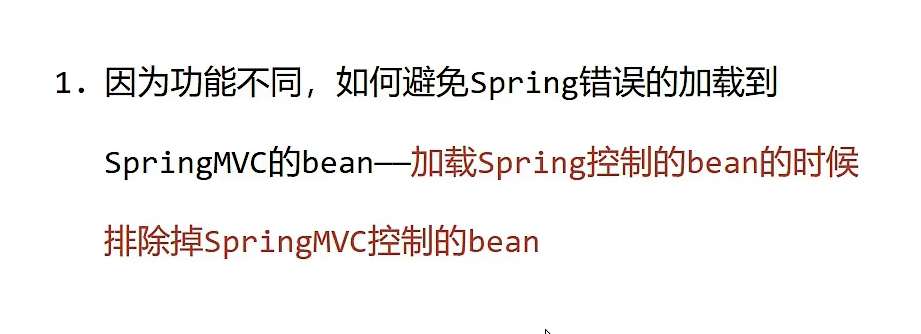 1. 因为功能不同，如何避免Spring错误的加载到
SpringMVC的bean——加载Spring控制的bean的时候
排除掉SpringMVC控制的bean